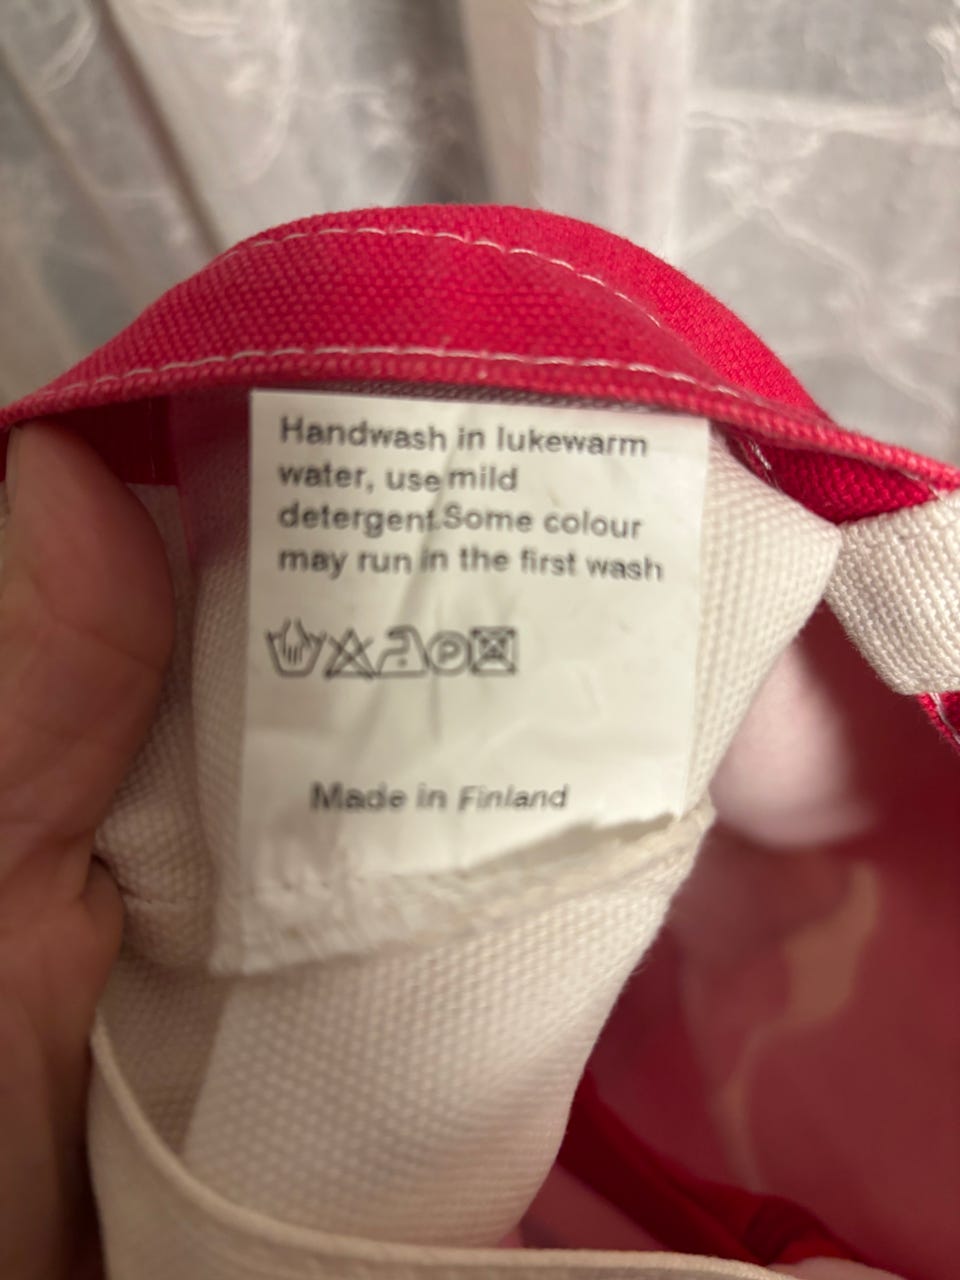 Handwash in lukewarm
water, use mild
detergent.Some colour
may run in the first wash
P
Made in Finland